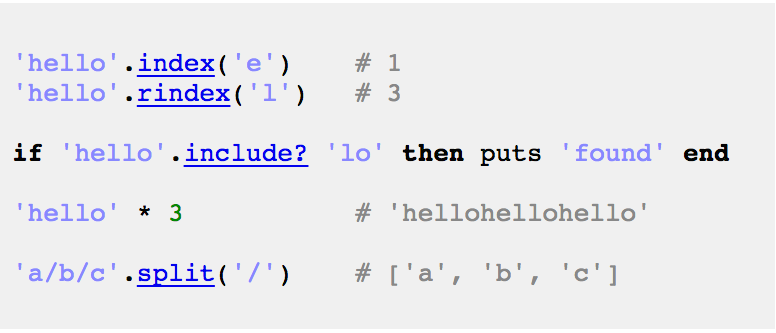 'hello'.index('e')    # 1
'hello'.rindex('l')   # 3
if 'hello'.include? 'lo' then puts 'found' end
'hello' * 3           # 'hellohellohello'
'a/b/c'.split('/')    # ['a', 'b', 'c']